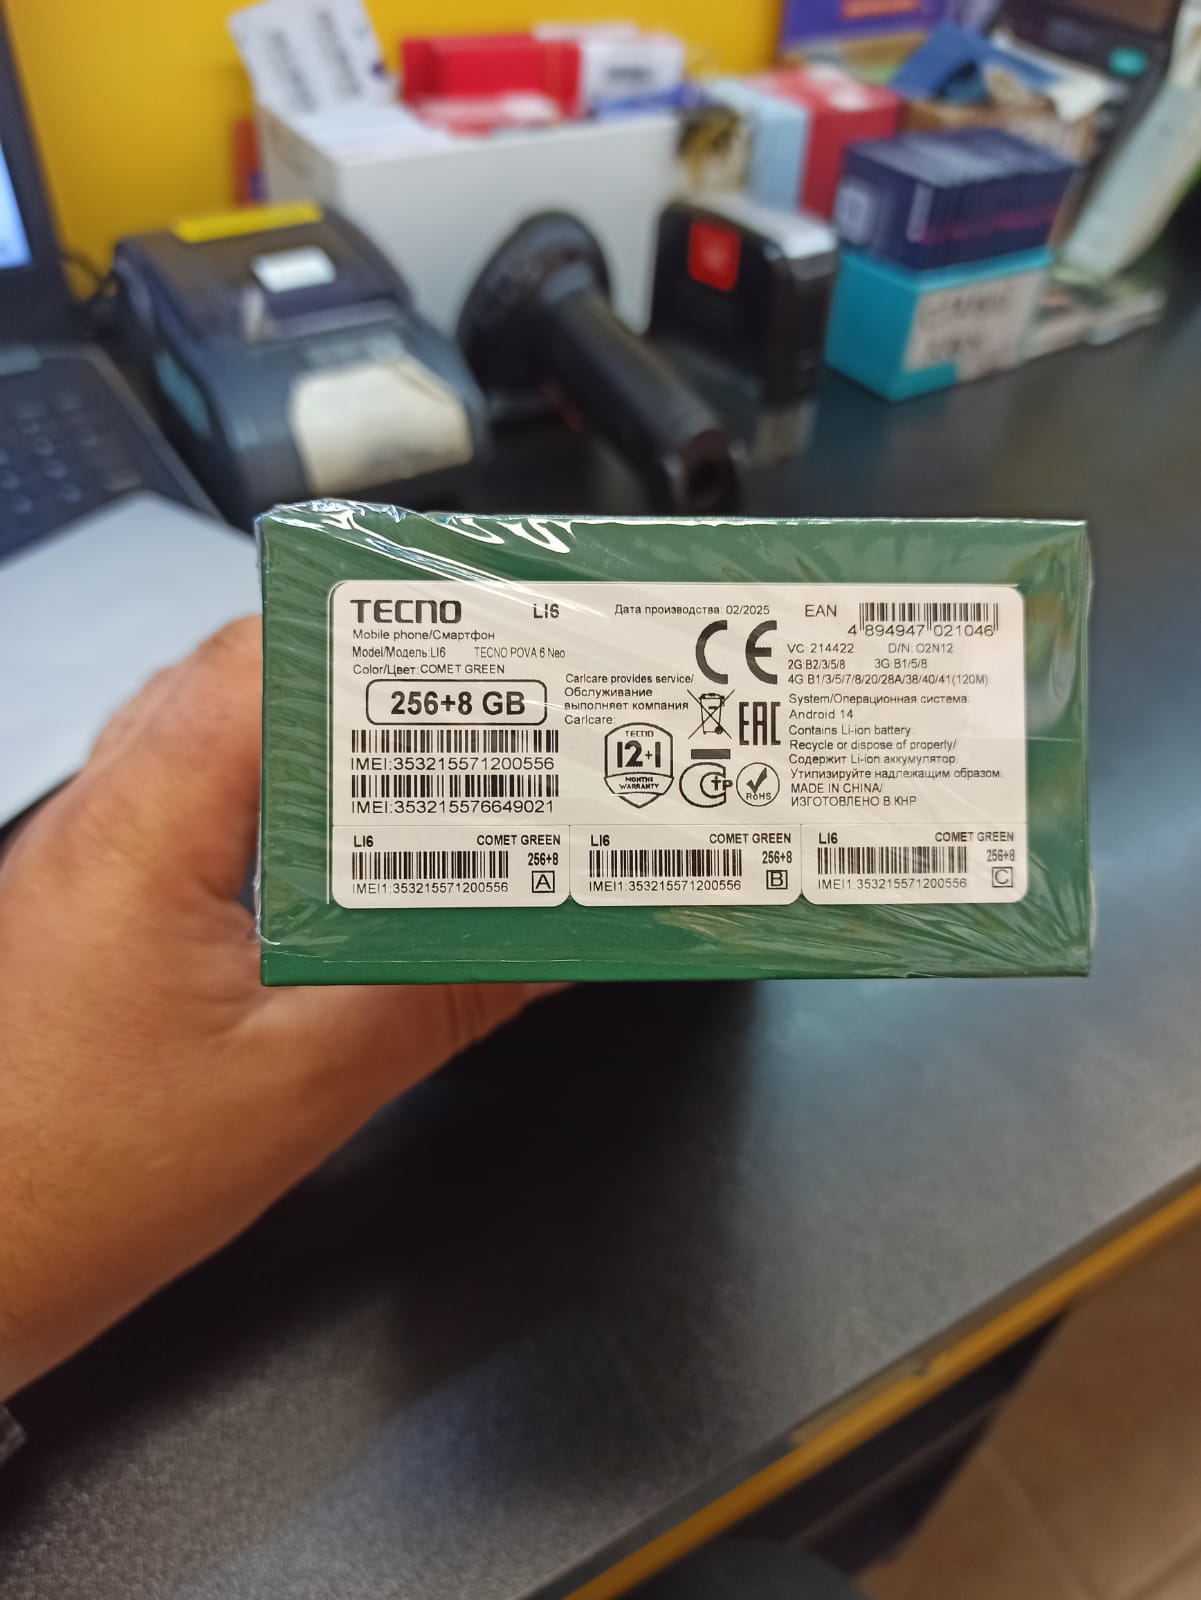 TECNO LI6 Дата производства: 02/2025 EAN
Mobile phone/Смартфон
Model/Модель:LI6 TECNO POVA 6 Neo
Color/Цвет:COMET GREEN
256+8 GB
IMEI:353215571200556
IMEI:353215576649021
Carlcare provides service/
Обслуживание
выполняет компания
Carlcare:
TECNO
12+1
MONTHS
WARRANTY
CE
EAC
CTP
RoHS
4 894947 021046
VC 214422 D/N: O2N12
2G:B2/3/5/8 3G:B1/5/8
4G B1/3/5/7/8/20/28A/38/40/41(120M)
System/Операционная система:
Android 14
Contains Li-ion battery.
Recycle or dispose of properly/
Содержит Li-ion аккумулятор.
Утилизируйте надлежащим образом.
MADE IN CHINA/
ИЗГОТОВЛЕНО В КНР
LI6 COMET GREEN
256+8
IMEI1:353215571200556 A
LI6 COMET GREEN
256+8
IMEI1:353215571200556 B
LI6 COMET GREEN
256+8
IMEI1:353215571200556 C